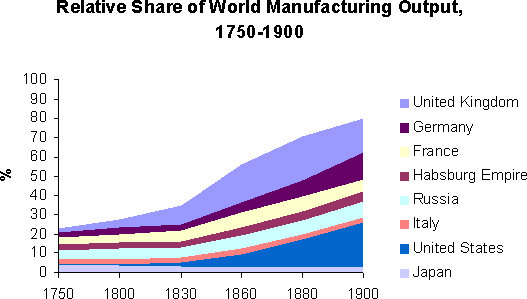 Relative Share of World Manufacturing Output,
1750-1900
100
90
80
70
60
50
40
30
20
10
0
%
1750 1800 1830 1860 1880 1900
United Kingdom
Germany
France
Habsburg Empire
Russia
Italy
United States
Japan